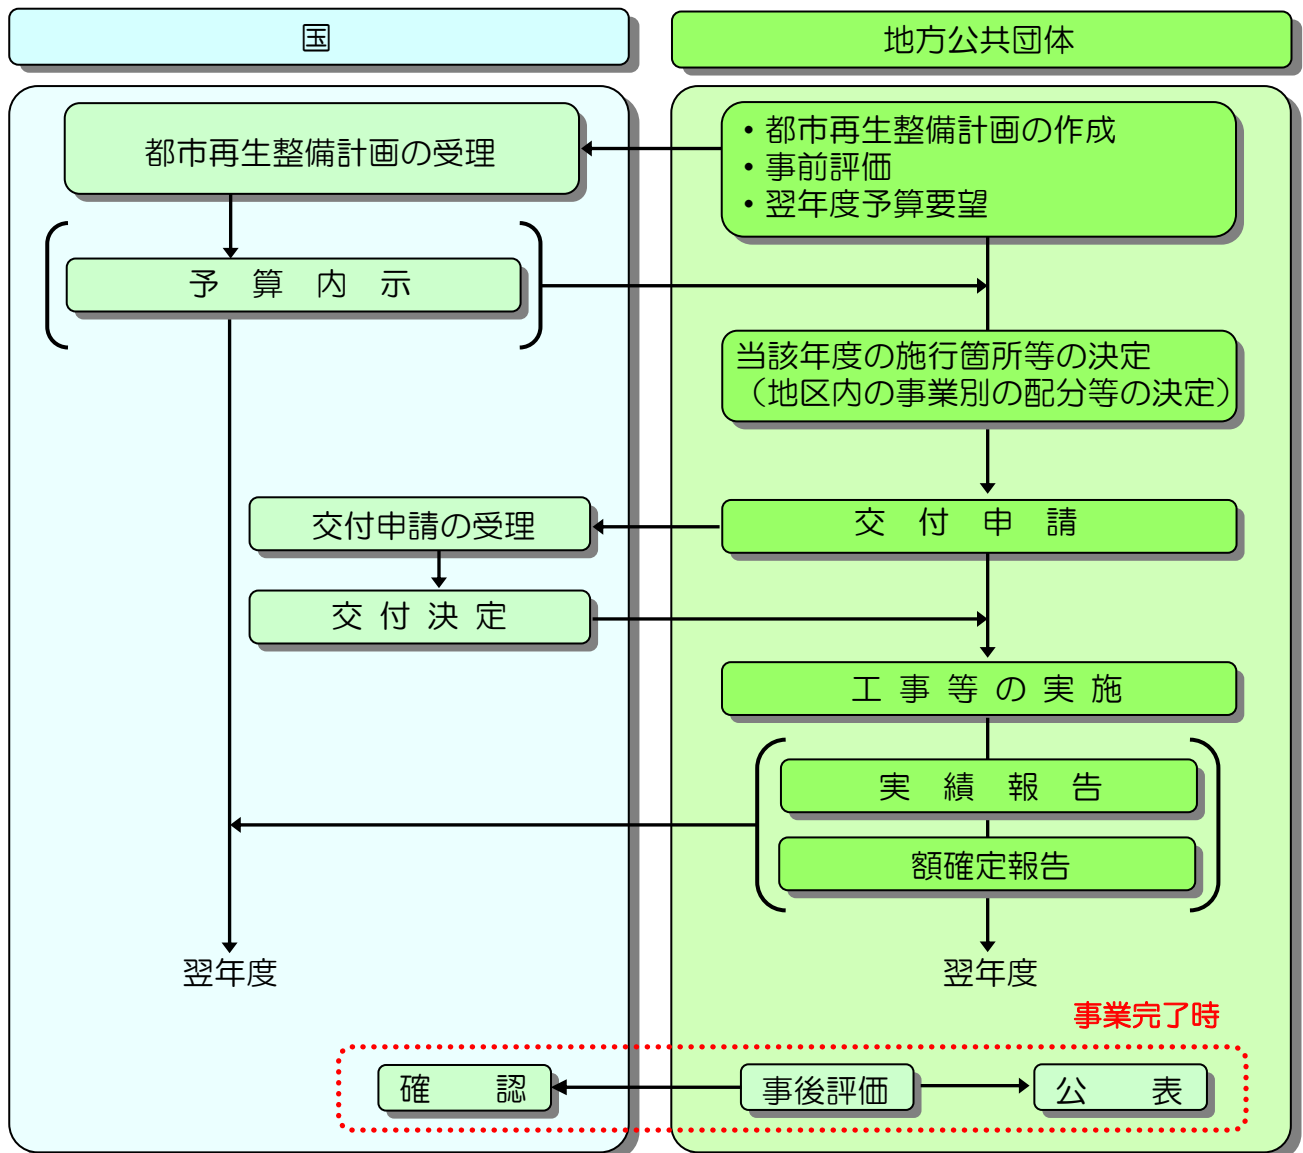 国
地方公共団体
都市再生整備計画の受理
・都市再生整備計画の作成
・事前評価
・翌年度予算要望
予　算　内　示
当該年度の施行箇所等の決定
（地区内の事業別の配分等の決定）
交付申請の受理
交　付　申　請
交 付 決 定
工 事 等 の 実 施
実　績　報　告
額確定報告
翌年度
翌年度
事業完了時
確　　認
事後評価
公　　表